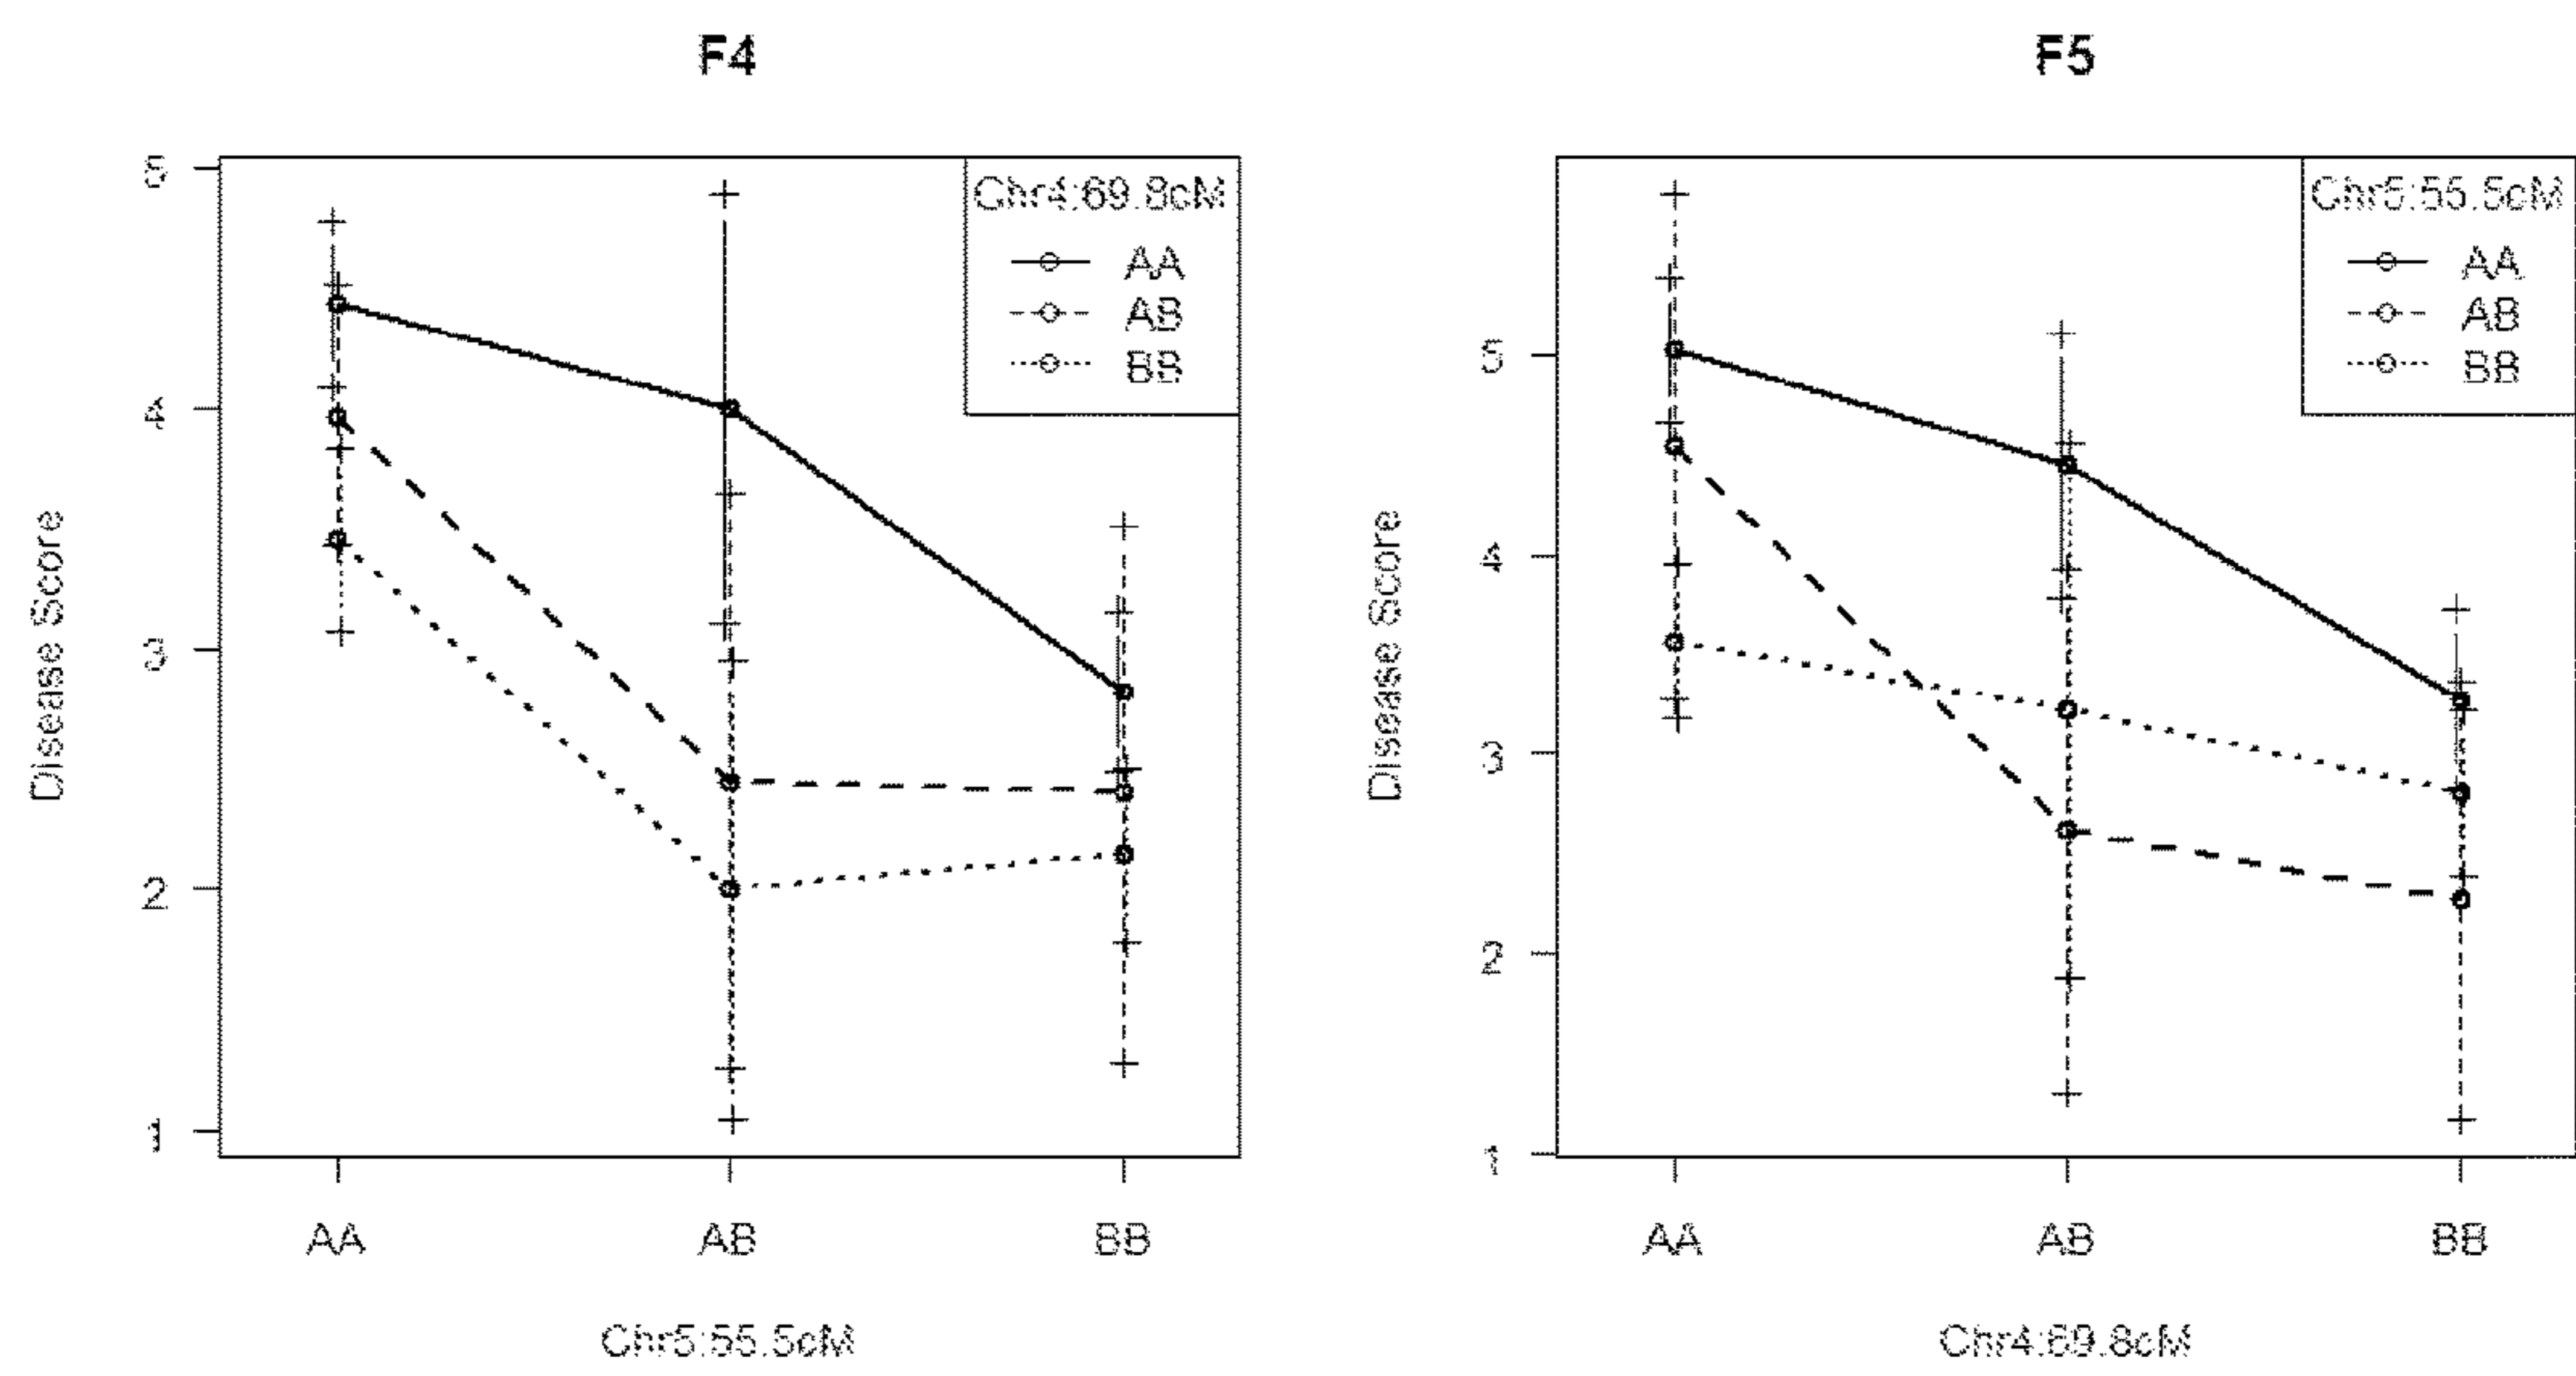 F4
5
4
3
2
1
Disease Score
Chr4:69.8cM
AA
AB
BB
AA AB BB
Chr5:55.5cM
F5
5
4
3
2
1
Disease Score
Chr5:55.5cM
AA
AB
BB
AA AB BB
Chr4:69.8cM